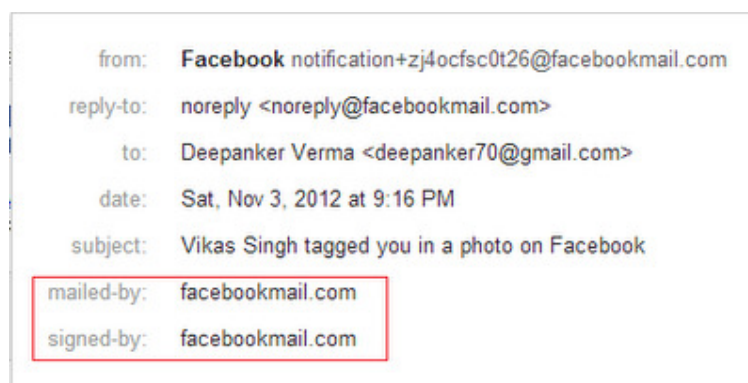 from: Facebook notification+zj4ocfsc0t26@facebookmail.com
reply-to: noreply <noreply@facebookmail.com>
to: Deepanker Verma <deepanker70@gmail.com>
date: Sat, Nov 3, 2012 at 9:16 PM
subject: Vikas Singh tagged you in a photo on Facebook
mailed-by: facebookmail.com
signed-by: facebookmail.com